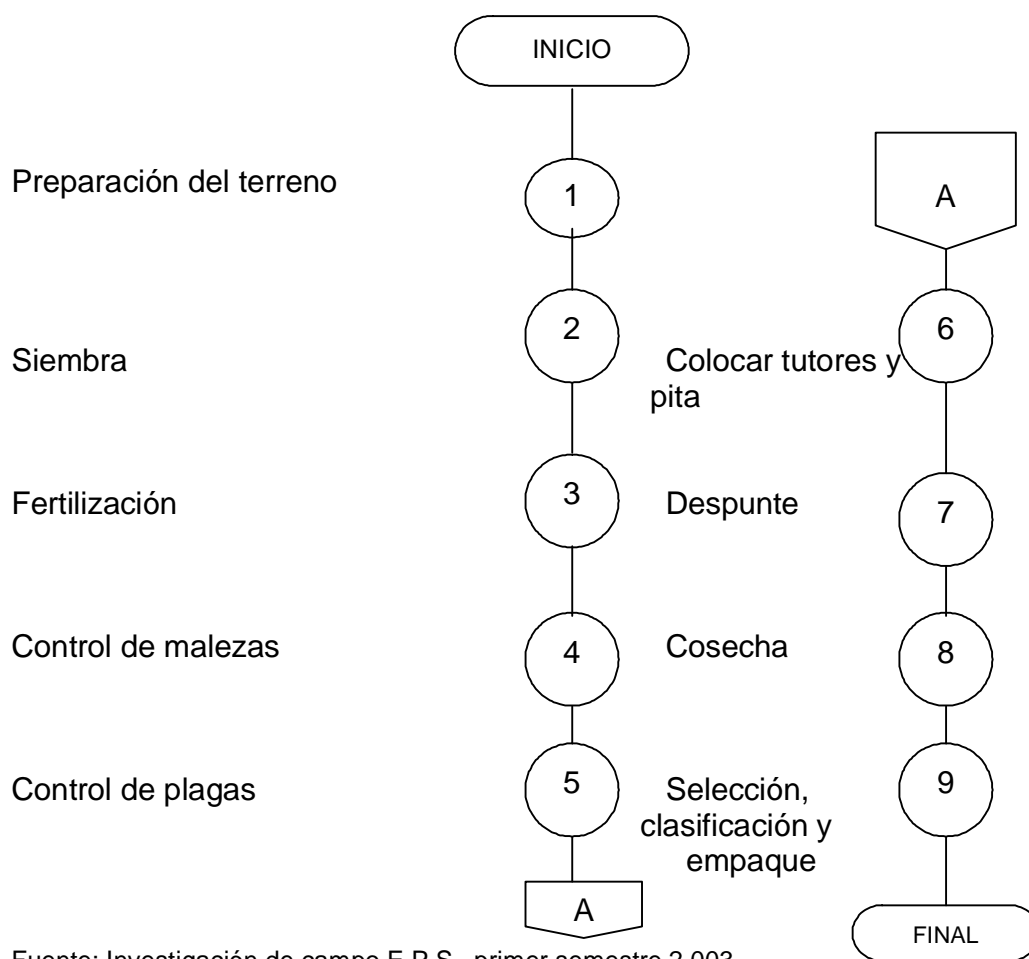 INICIO
Preparación del terreno
1
Siembra
2
Fertilización
3
Control de malezas
4
Control de plagas
5
A
A
6
Colocar tutores y
pita
Despunte
7
Cosecha
8
Selección,
clasificación y
empaque
9
FINAL
Fuente: Investigación de campo E.P.S., primer semestre 2,003